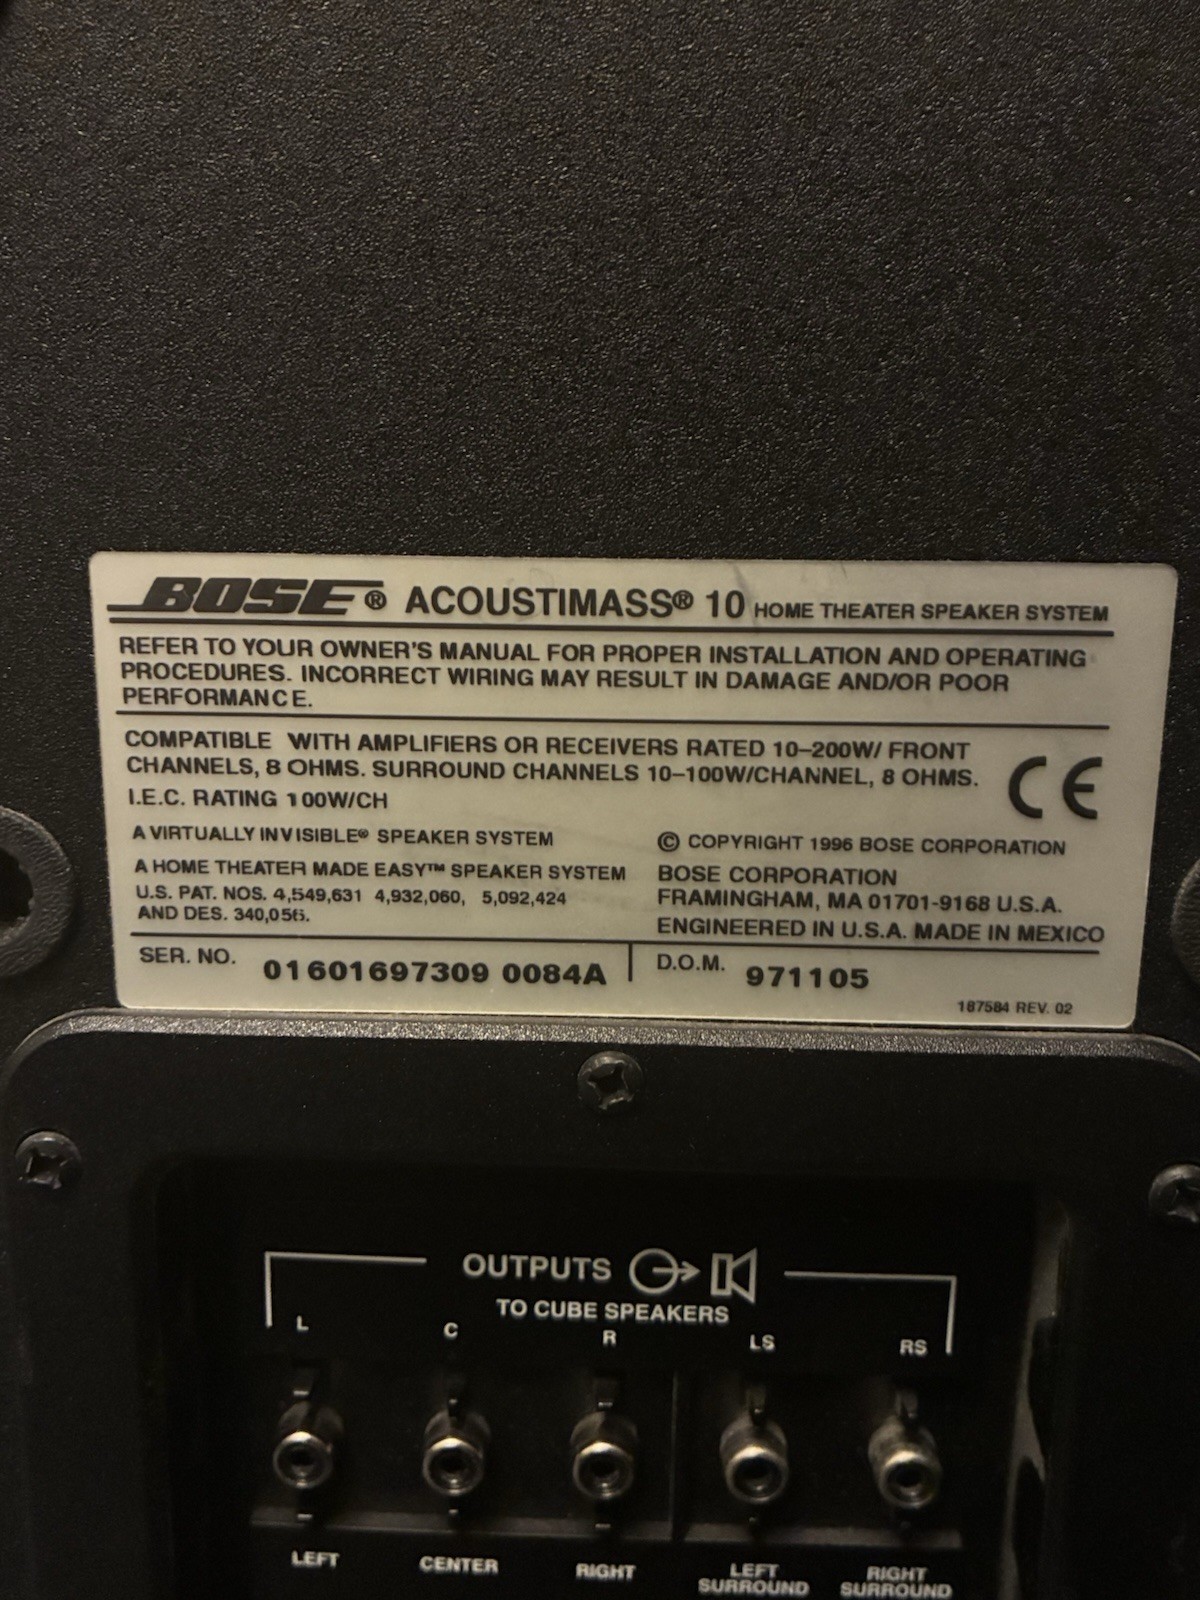 BOSE® ACOUSTIMASS® 10 HOME THEATER SPEAKER SYSTEM
REFER TO YOUR OWNER'S MANUAL FOR PROPER INSTALLATION AND OPERATING
PROCEDURES. INCORRECT WIRING MAY RESULT IN DAMAGE AND/OR POOR
PERFORMANCE.
COMPATIBLE WITH AMPLIFIERS OR RECEIVERS RATED 10–200W/ FRONT
CHANNELS, 8 OHMS. SURROUND CHANNELS 10–100W/CHANNEL, 8 OHMS.
I.E.C. RATING 100W/CH
CE
A VIRTUALLY INVISIBLE® SPEAKER SYSTEM
A HOME THEATER MADE EASY™ SPEAKER SYSTEM
U.S. PAT. NOS. 4,549,631 4,932,060, 5,092,424
AND DES. 340,056.
© COPYRIGHT 1996 BOSE CORPORATION
BOSE CORPORATION
FRAMINGHAM, MA 01701-9168 U.S.A.
ENGINEERED IN U.S.A. MADE IN MEXICO
SER. NO. 01601697309 0084A
D.O.M. 971105
187584 REV. 02
OUTPUTS
TO CUBE SPEAKERS
L C R LS RS
LEFT CENTER RIGHT LEFT SURROUND RIGHT SURROUND